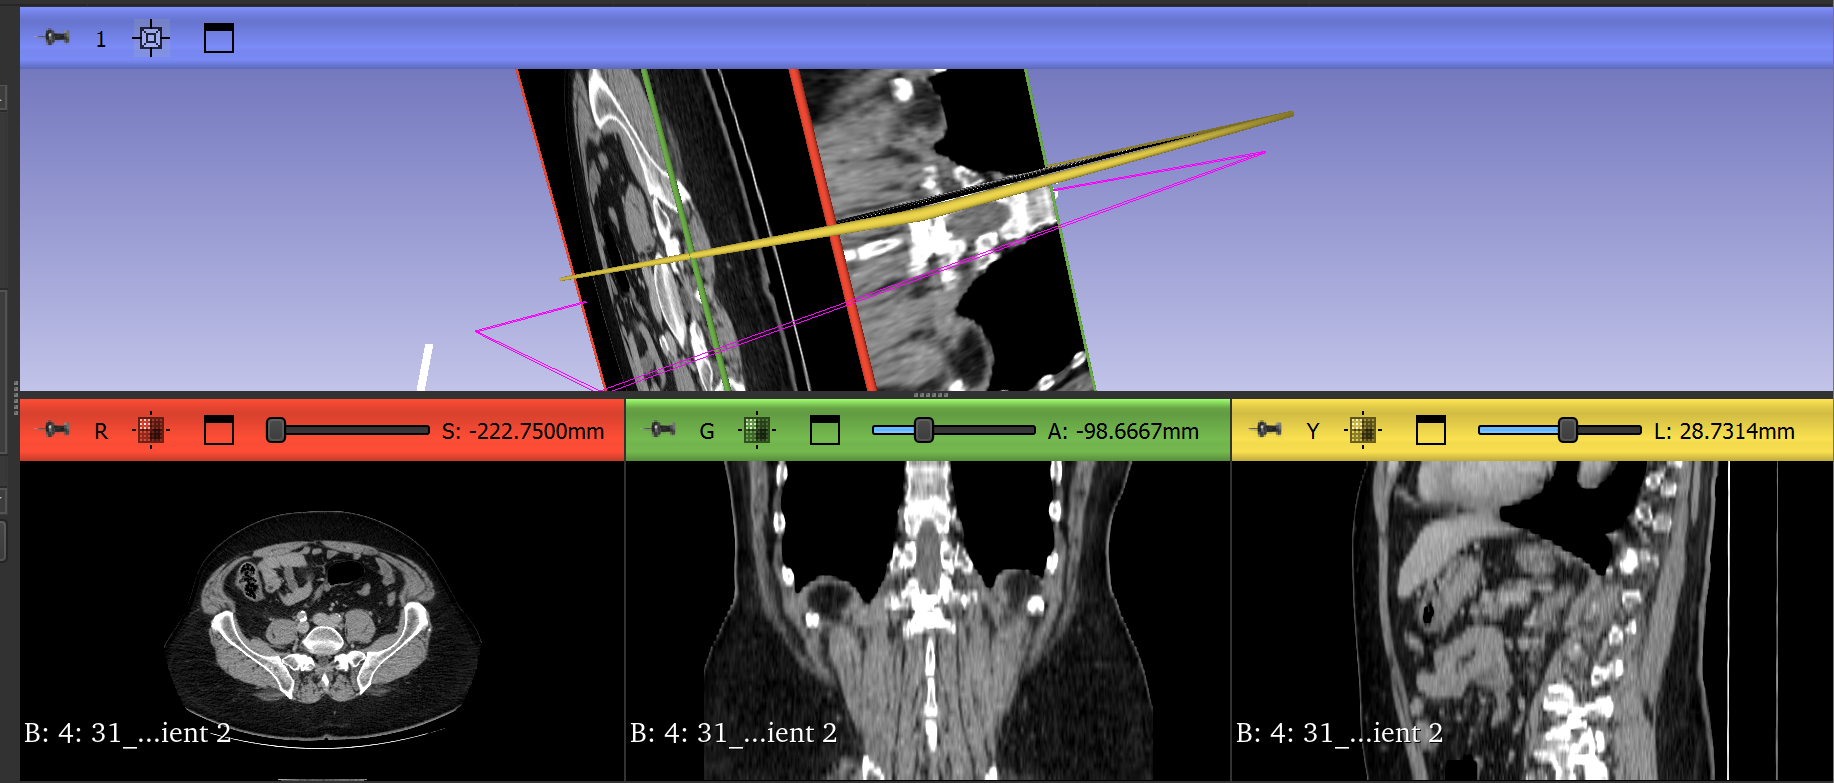 1
R S: -222.7500mm
G A: -98.6667mm
Y L: 28.7314mm
B: 4: 31_...ient 2
B: 4: 31_...ient 2
B: 4: 31_...ient 2